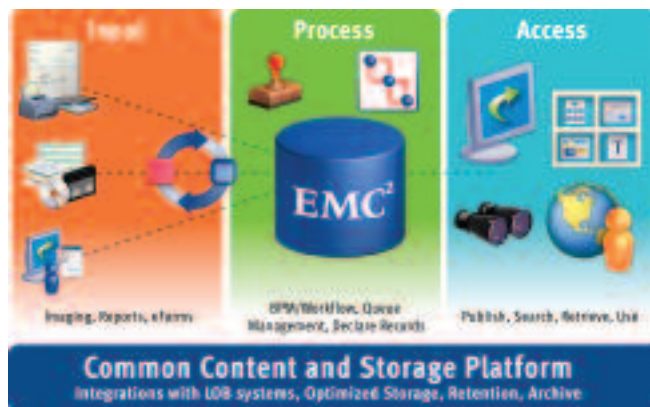 Input
Process
Access
EMC²
T
Imaging, Reports, eForms
BPM/Workflow, Queue
Management, Declare Records
Publish, Search, Retrieve, Use
Common Content and Storage Platform
Integrations with LOB systems, Optimized Storage, Retention, Archive